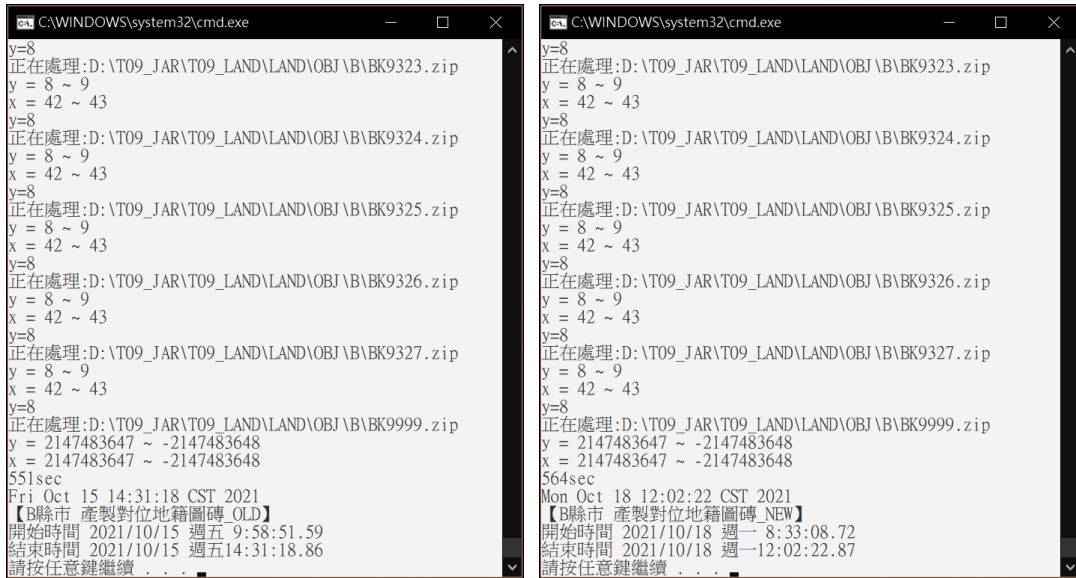 C:\WINDOWS\system32\cmd.exe
y=8
正在處理:D:\T09_JAR\T09_LAND\LAND\OBJ\B\BK9323.zip
y = 8 ~ 9
x = 42 ~ 43
y=8
正在處理:D:\T09_JAR\T09_LAND\LAND\OBJ\B\BK9324.zip
y = 8 ~ 9
x = 42 ~ 43
y=8
正在處理:D:\T09_JAR\T09_LAND\LAND\OBJ\B\BK9325.zip
y = 8 ~ 9
x = 42 ~ 43
y=8
正在處理:D:\T09_JAR\T09_LAND\LAND\OBJ\B\BK9326.zip
y = 8 ~ 9
x = 42 ~ 43
y=8
正在處理:D:\T09_JAR\T09_LAND\LAND\OBJ\B\BK9327.zip
y = 8 ~ 9
x = 42 ~ 43
y=8
正在處理:D:\T09_JAR\T09_LAND\LAND\OBJ\B\BK9999.zip
y = 2147483647 ~ -2147483648
x = 2147483647 ~ -2147483648
551sec
Fri Oct 15 14:31:18 CST 2021
【B縣市 產製對位地籍圖磚_OLD】
開始時間 2021/10/15 週五 9:58:51.59
結束時間 2021/10/15 週五14:31:18.86
請按任意鍵繼續 . . .
C:\WINDOWS\system32\cmd.exe
y=8
正在處理:D:\T09_JAR\T09_LAND\LAND\OBJ\B\BK9323.zip
y = 8 ~ 9
x = 42 ~ 43
y=8
正在處理:D:\T09_JAR\T09_LAND\LAND\OBJ\B\BK9324.zip
y = 8 ~ 9
x = 42 ~ 43
y=8
正在處理:D:\T09_JAR\T09_LAND\LAND\OBJ\B\BK9325.zip
y = 8 ~ 9
x = 42 ~ 43
y=8
正在處理:D:\T09_JAR\T09_LAND\LAND\OBJ\B\BK9326.zip
y = 8 ~ 9
x = 42 ~ 43
y=8
正在處理:D:\T09_JAR\T09_LAND\LAND\OBJ\B\BK9327.zip
y = 8 ~ 9
x = 42 ~ 43
y=8
正在處理:D:\T09_JAR\T09_LAND\LAND\OBJ\B\BK9999.zip
y = 2147483647 ~ -2147483648
x = 2147483647 ~ -2147483648
564sec
Mon Oct 18 12:02:22 CST 2021
【B縣市 產製對位地籍圖磚_NEW】
開始時間 2021/10/18 週一 8:33:08.72
結束時間 2021/10/18 週一12:02:22.87
請按任意鍵繼續 . . .